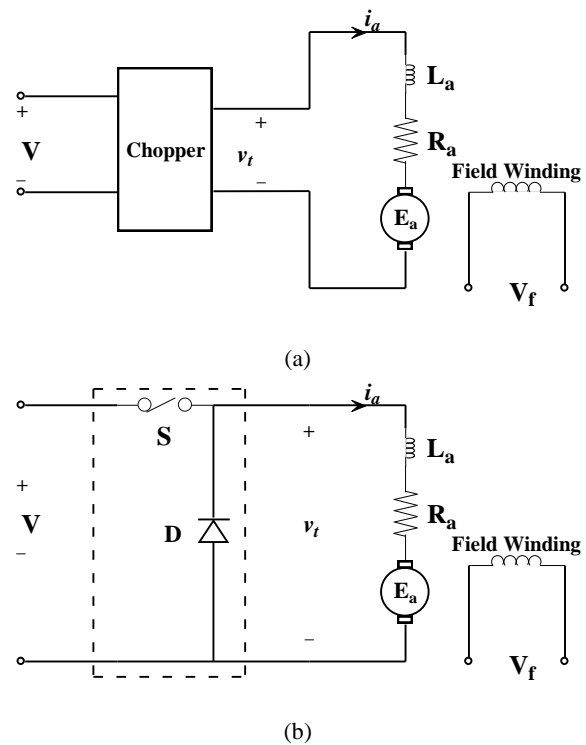 i_a
L_a
+
+
V
Chopper
v_t
R_a
–
–
Field Winding
E_a
V_f
(a)
i_a
S
+
L_a
+
V
D
v_t
R_a
–
Field Winding
E_a
–
V_f
(b)